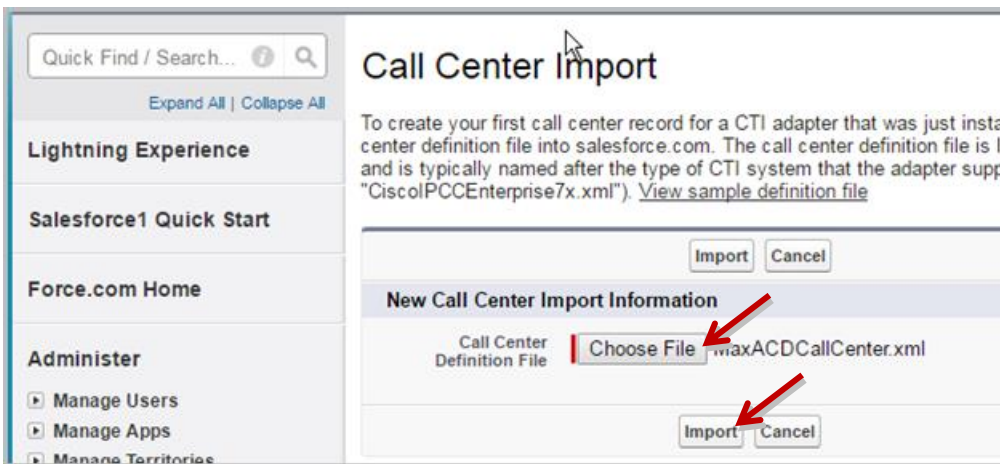 Quick Find / Search...
Expand All | Collapse All
Lightning Experience
Salesforce1 Quick Start
Force.com Home
Administer
Manage Users
Manage Apps
Manage Territories
Call Center Import
To create your first call center record for a CTI adapter that was just
center definition file into salesforce.com. The call center definition file is
and is typically named after the type of CTI system that the adapter
"CiscoIPCCEnterprise7x.xml"). View sample definition file
Import Cancel
New Call Center Import Information
Call Center
Definition File
Choose File MaxACDCallCenter.xml
Import Cancel